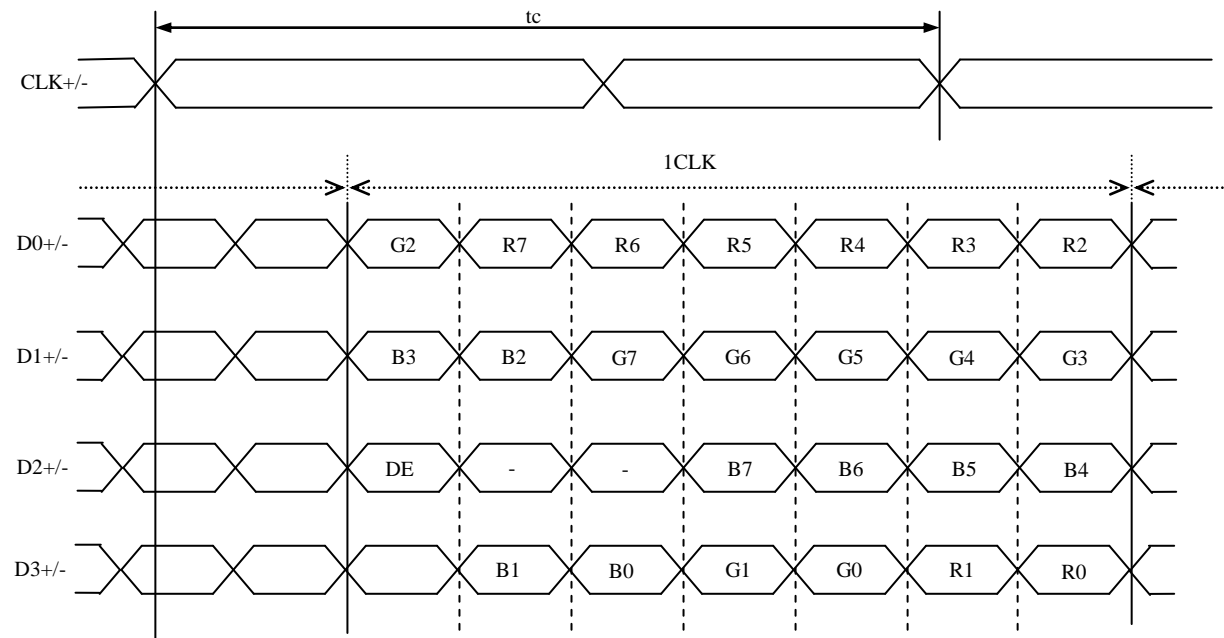 tc
CLK+/-
1CLK
D0+/- G2 R7 R6 R5 R4 R3 R2
D1+/- B3 B2 G7 G6 G5 G4 G3
D2+/- DE - - B7 B6 B5 B4
D3+/- B1 B0 G1 G0 R1 R0